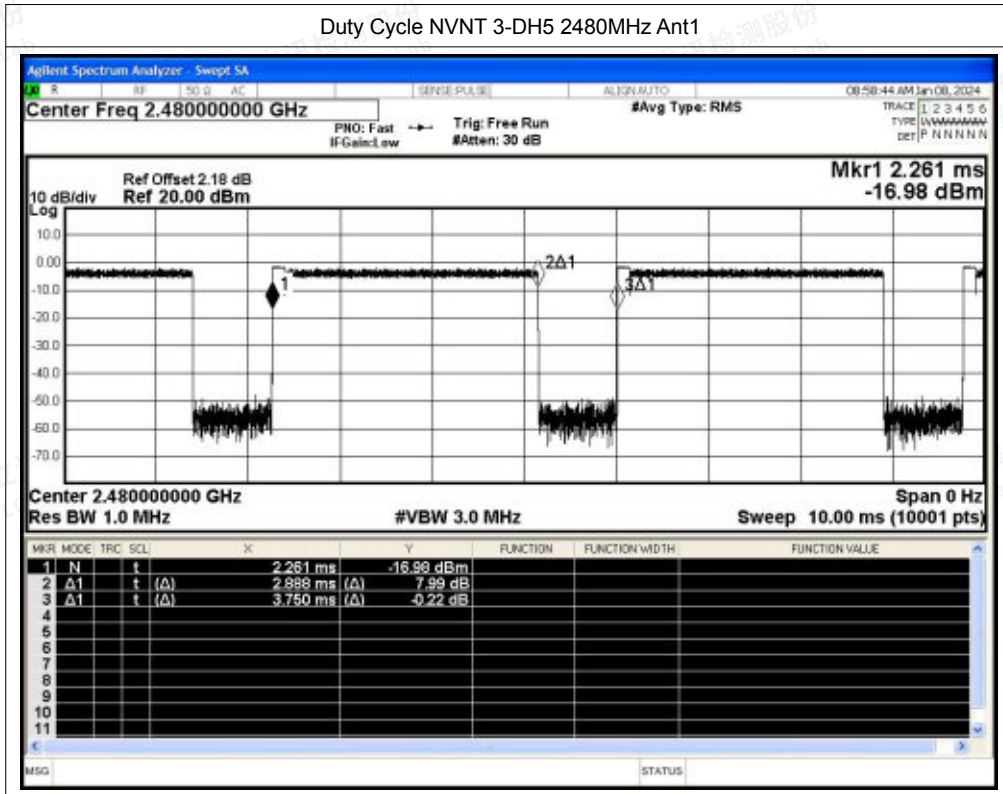 Duty Cycle NVNT 3-DH5 2480MHz Ant1
Agilent Spectrum Analyzer - Swept SA
R RF 50 Ω AC SENSE:PULSE ALIGNAUTO 08:58:44 AM Jan 08, 2024
Center Freq 2.480000000 GHz #Avg Type: RMS TRACE 1 2 3 4 5 6
PNO: Fast Trig: Free Run TYPE
IFGain:Low #Atten: 30 dB DET P N N N N N
Mkr1 2.261 ms
Ref Offset 2.18 dB
10 dB/div Ref 20.00 dBm -16.98 dBm
Log
10.0
0.00
2Δ1
1
3Δ1
-10.0
-20.0
-30.0
-40.0
-50.0
-60.0
-70.0
Center 2.480000000 GHz Span 0 Hz
Res BW 1.0 MHz #VBW 3.0 MHz Sweep 10.00 ms (10001 pts)
MKR MODE TRC SCL X Y FUNCTION FUNCTION WIDTH FUNCTION VALUE
1 N t 2.261 ms -16.98 dBm
2 Δ1 t (Δ) 2.888 ms (Δ) 7.99 dB
3 Δ1 t (Δ) 3.750 ms (Δ) -0.22 dB
4
5
6
7
8
9
10
11
MSG STATUS